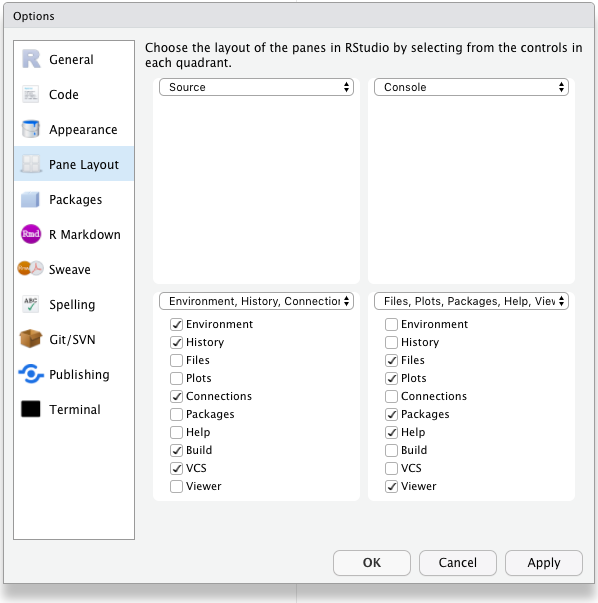 Options
General
Code
Appearance
Pane Layout
Packages
Rmd
R Markdown
Sweave
ABC
Spelling
Git/SVN
Publishing
Terminal
Choose the layout of the panes in RStudio by selecting from the controls in
each quadrant.
Source
Console
Environment, History, Connection
Environment
History
Files
Plots
Connections
Packages
Help
Build
VCS
Viewer
Files, Plots, Packages, Help, View
Environment
History
Files
Plots
Connections
Packages
Help
Build
VCS
Viewer
OK
Cancel
Apply